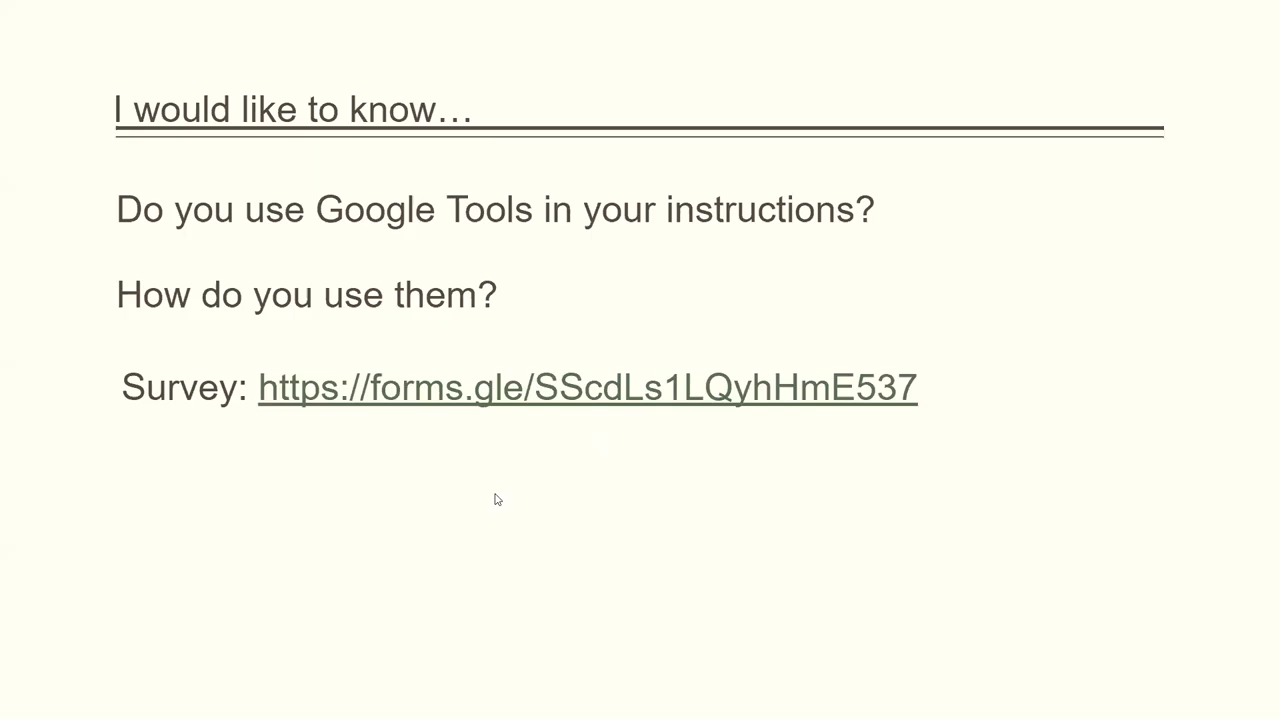 I would like to know…
Do you use Google Tools in your instructions?
How do you use them?
Survey: https://forms.gle/SScdLs1LQyhHmE537